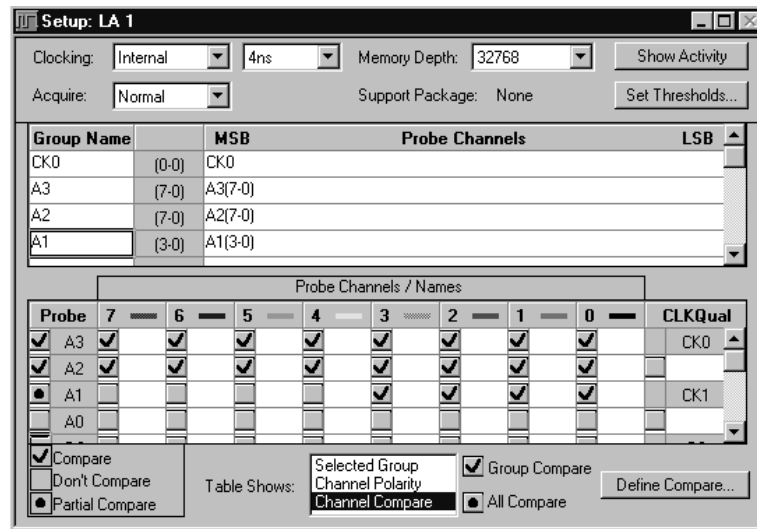 Setup: LA 1
Clocking: Internal 4ns Memory Depth: 32768 Show Activity
Acquire: Normal Support Package: None Set Thresholds...
Group Name MSB Probe Channels LSB
CK0 (0-0) CK0
A3 (7-0) A3(7-0)
A2 (7-0) A2(7-0)
A1 (3-0) A1(3-0)
Probe Channels / Names
Probe 7 6 5 4 3 2 1 0 CLKQual
A3 CK0
A2
A1 CK1
A0
Compare
Don't Compare
Partial Compare
Table Shows:
Selected Group
Channel Polarity
Channel Compare
Group Compare
All Compare
Define Compare...